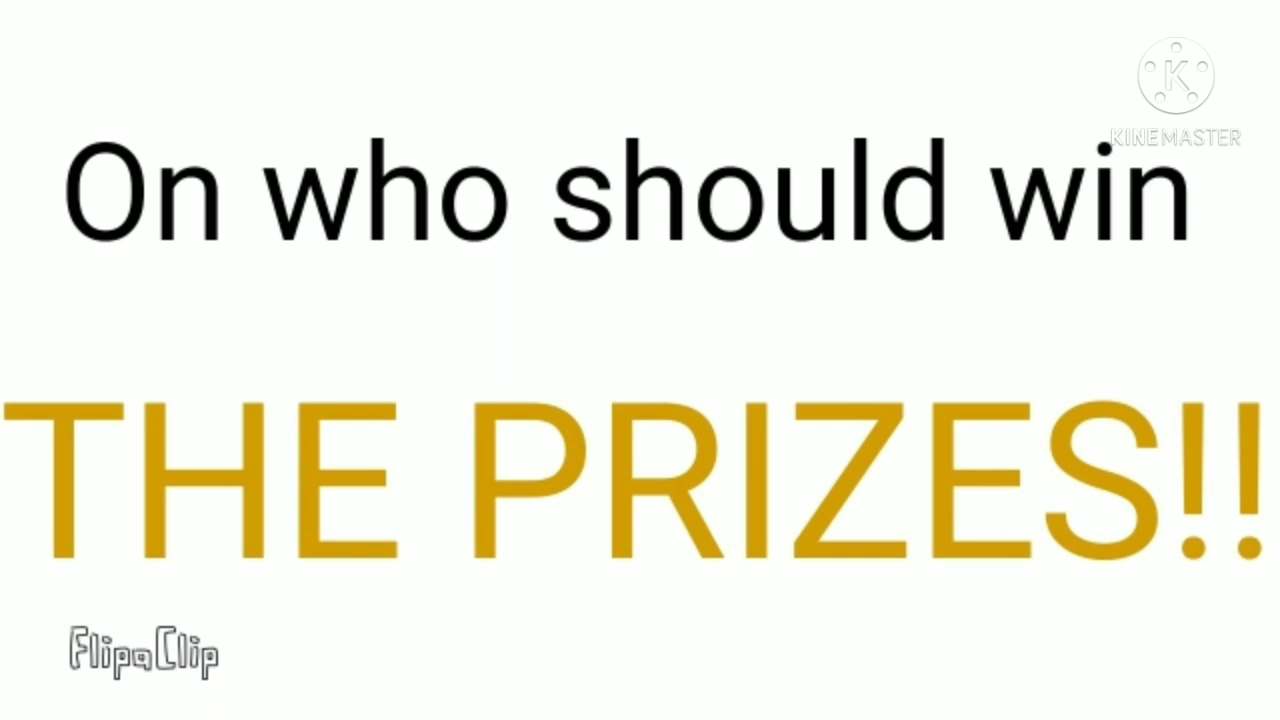 K
KINEMASTER
On who should win
THE PRIZES!!
FlipaClip